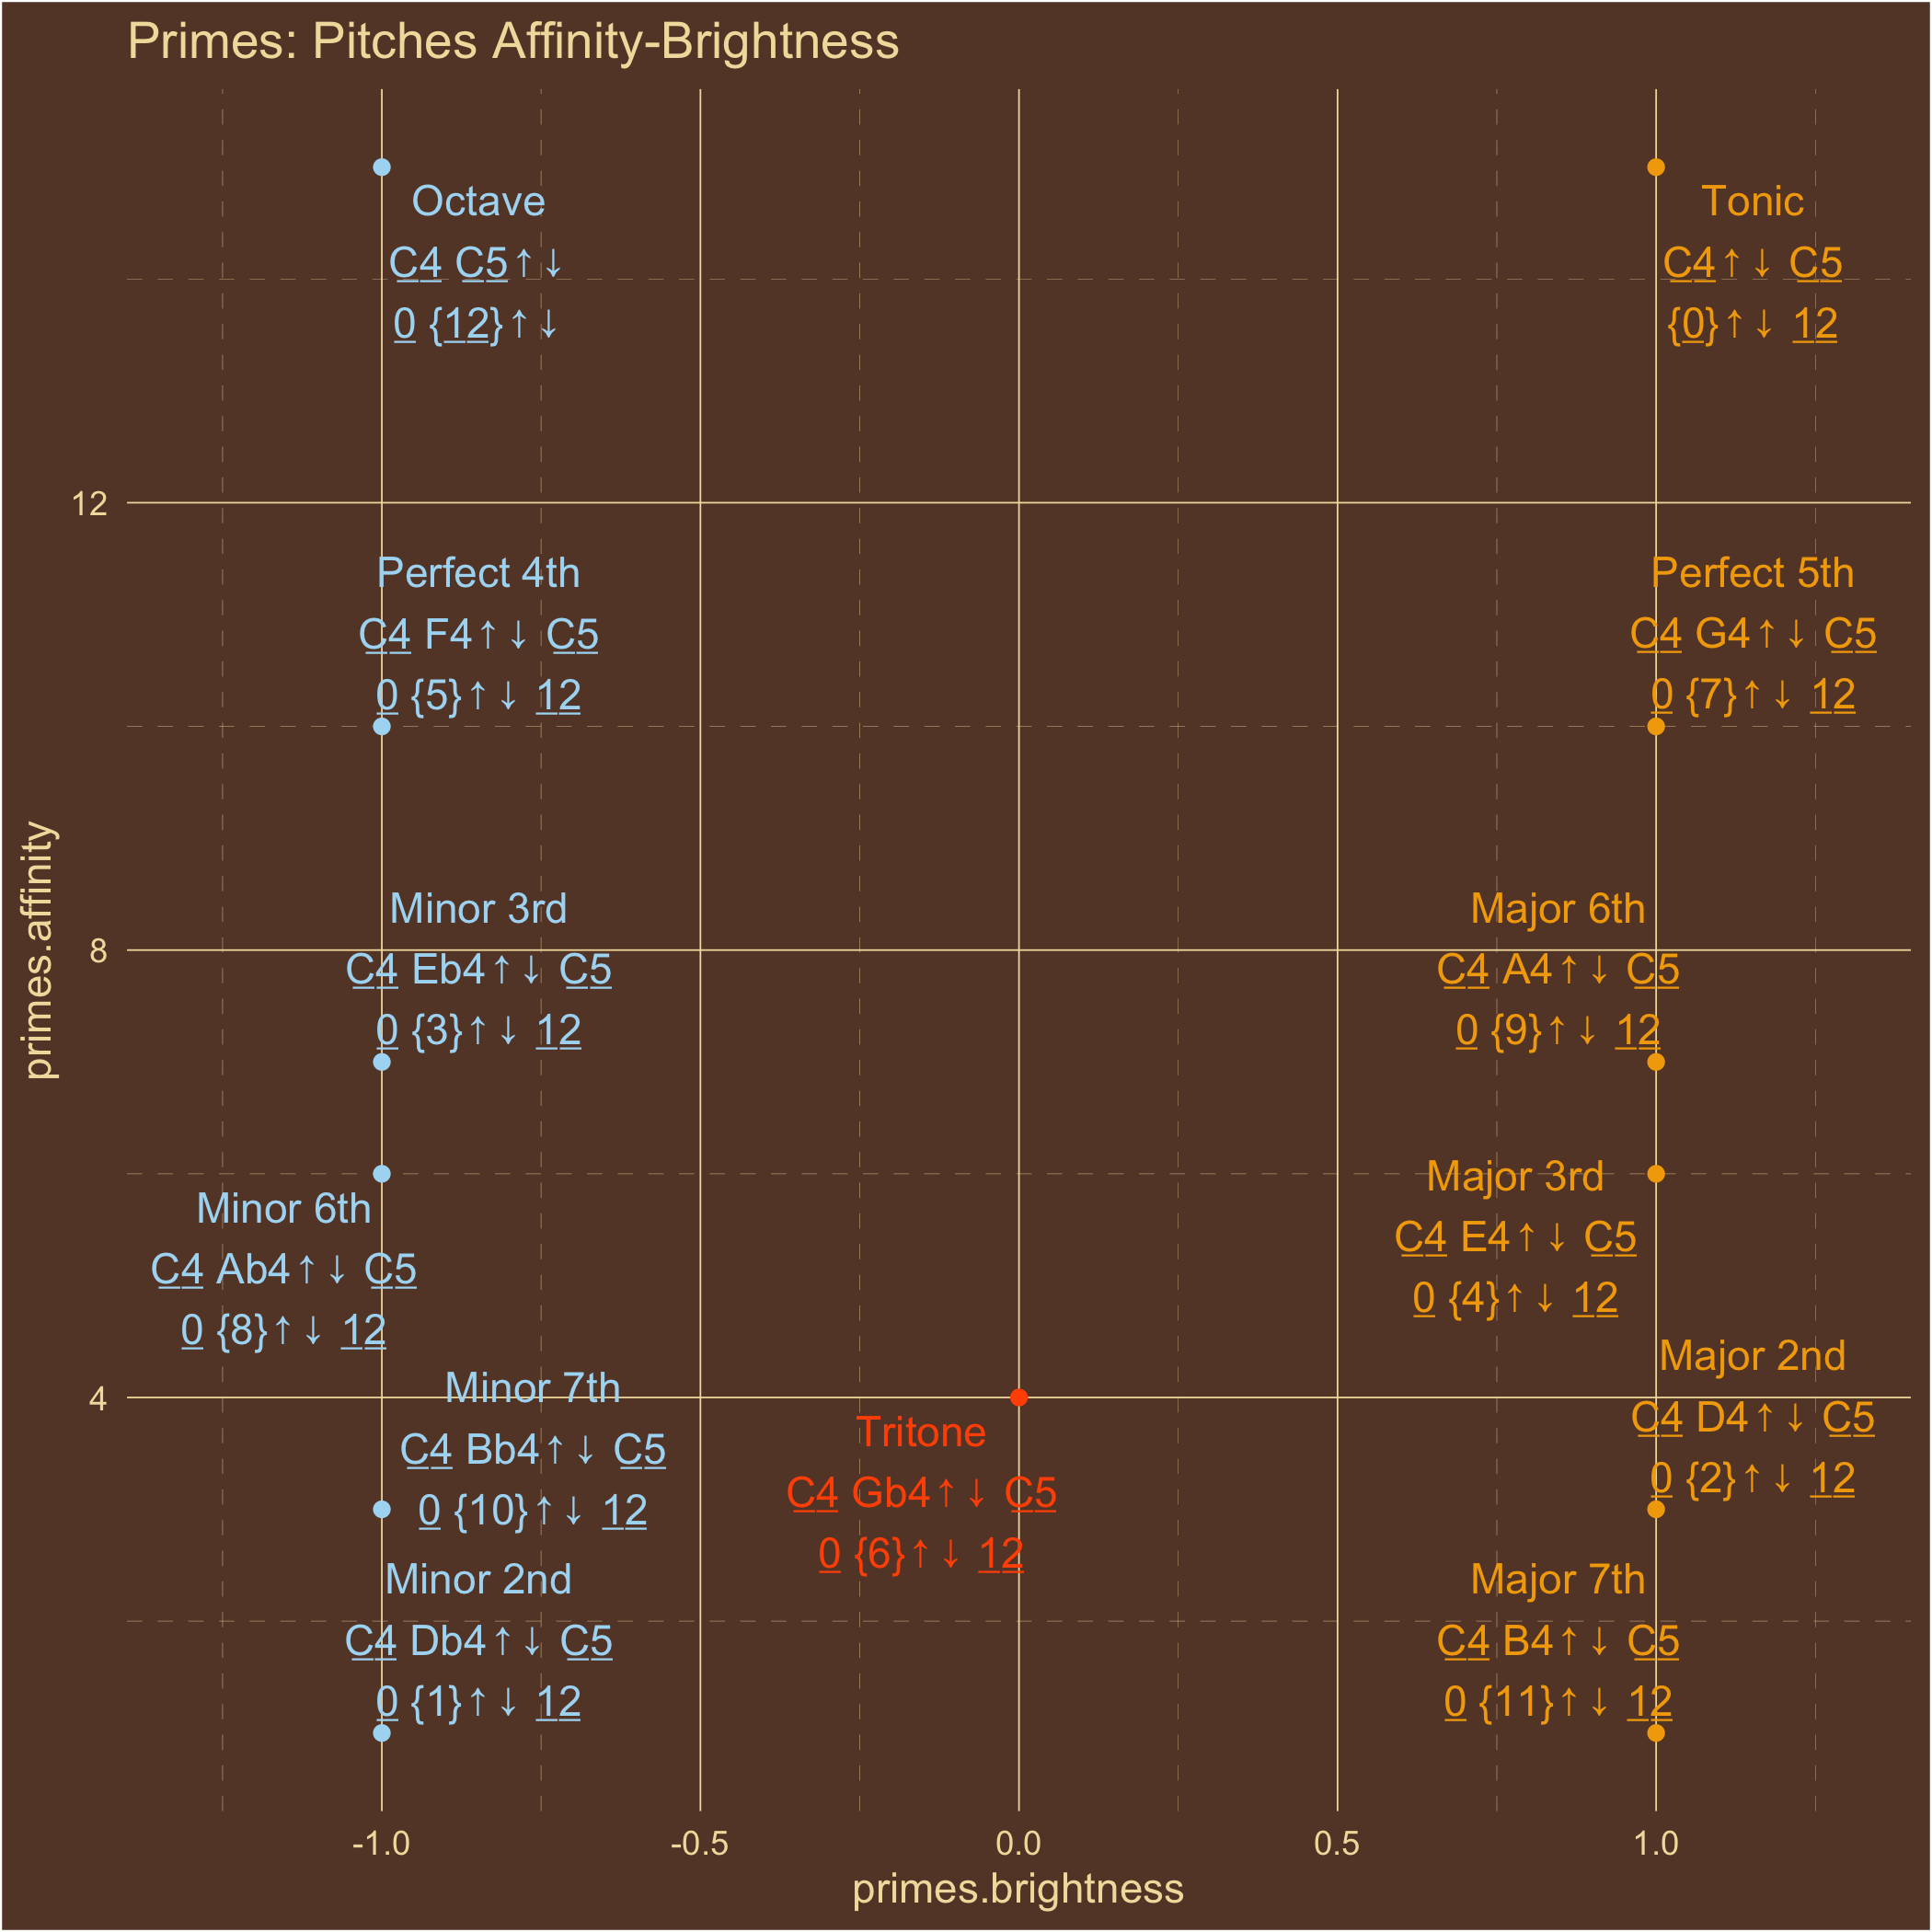 Primes: Pitches Affinity-Brightness
Octave
C4 C5↑↓
0 {12}↑↓
Tonic
C4↑↓ C5
{0}↑↓ 12
12
Perfect 4th
C4 F4↑↓ C5
0 {5}↑↓ 12
Perfect 5th
C4 G4↑↓ C5
0 {7}↑↓ 12
primes.affinity
8
Minor 3rd
C4 Eb4↑↓ C5
0 {3}↑↓ 12
Major 6th
C4 A4↑↓ C5
0 {9}↑↓ 12
Minor 6th
C4 Ab4↑↓ C5
0 {8}↑↓ 12
Major 3rd
C4 E4↑↓ C5
0 {4}↑↓ 12
4
Minor 7th
C4 Bb4↑↓ C5
0 {10}↑↓ 12
Tritone
C4 Gb4↑↓ C5
0 {6}↑↓ 12
Major 2nd
C4 D4↑↓ C5
0 {2}↑↓ 12
Minor 2nd
C4 Db4↑↓ C5
0 {1}↑↓ 12
Major 7th
C4 B4↑↓ C5
0 {11}↑↓ 12
-1.0
-0.5
0.0
0.5
1.0
primes.brightness